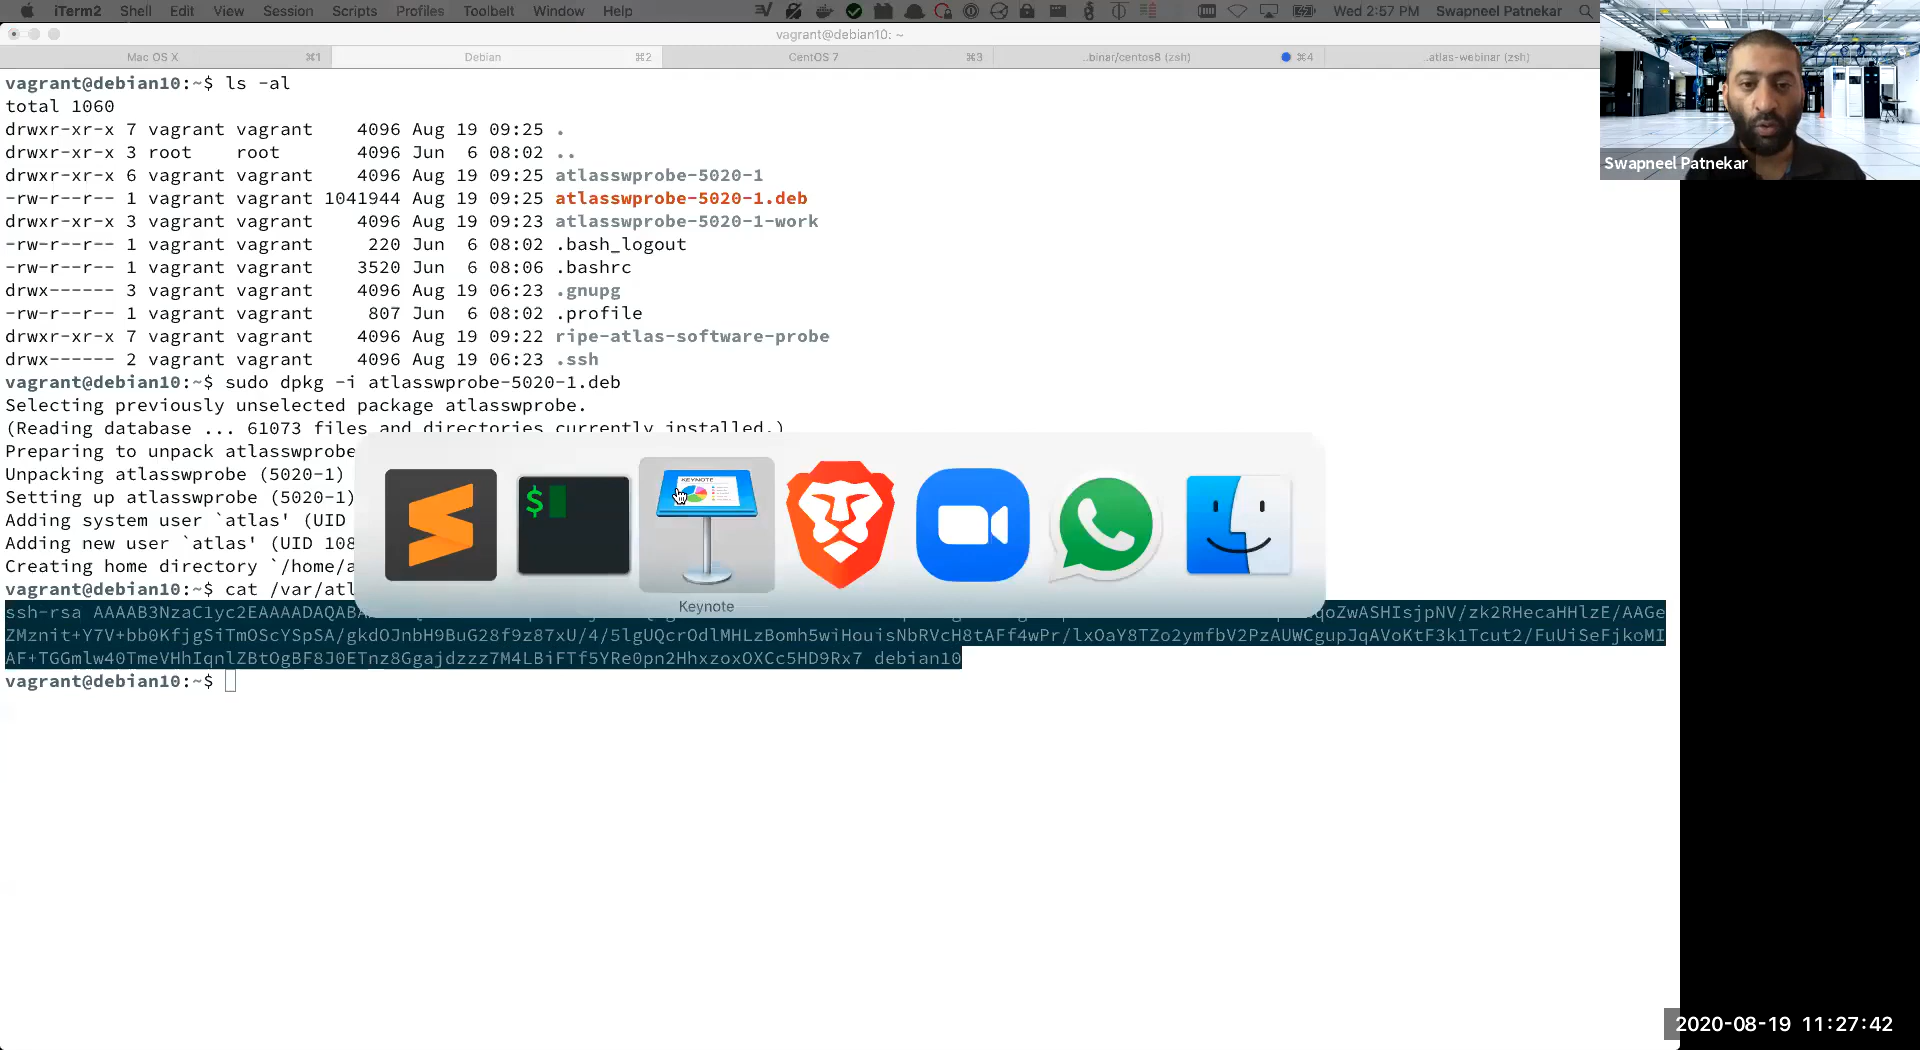 iTerm2 Shell Edit View Session Scripts Profiles Toolbelt Window Help Wed 2:57 PM Swapneel Patnekar
vagrant@debian10: ~
Mac OS X ⌘1 Debian ⌘2 CentOS 7 ⌘3 ..binar/centos8 (zsh) ⌘4 ..atlas-webinar (zsh)
vagrant@debian10:~$ ls -al
total 1060
drwxr-xr-x 7 vagrant vagrant 4096 Aug 19 09:25 .
drwxr-xr-x 3 root root 4096 Jun 6 08:02 ..
drwxr-xr-x 6 vagrant vagrant 4096 Aug 19 09:25 atlasswprobe-5020-1
-rw-r--r-- 1 vagrant vagrant 1041944 Aug 19 09:25 atlasswprobe-5020-1.deb
drwxr-xr-x 3 vagrant vagrant 4096 Aug 19 09:23 atlasswprobe-5020-1-work
-rw-r--r-- 1 vagrant vagrant 220 Jun 6 08:02 .bash_logout
-rw-r--r-- 1 vagrant vagrant 3520 Jun 6 08:06 .bashrc
drwx------ 3 vagrant vagrant 4096 Aug 19 06:23 .gnupg
-rw-r--r-- 1 vagrant vagrant 807 Jun 6 08:02 .profile
drwxr-xr-x 7 vagrant vagrant 4096 Aug 19 09:22 ripe-atlas-software-probe
drwx------ 2 vagrant vagrant 4096 Aug 19 06:23 .ssh
vagrant@debian10:~$ sudo dpkg -i atlasswprobe-5020-1.deb
Selecting previously unselected package atlasswprobe.
(Reading database ... 61073 files and directories currently installed.)
Preparing to unpack atlasswprobe
Unpacking atlasswprobe (5020-1)
Setting up atlasswprobe (5020-1)
Adding system user `atlas' (UID
Adding new user `atlas' (UID 108
Creating home directory `/home/a
vagrant@debian10:~$ cat /var/atl
ssh-rsa AAAAB3NzaC1yc2EAAAADAQABA qoZwASHIsjpNV/zk2RHecaHHlzE/AAGe
ZMznit+Y7V+bb0KfjgSiTmOScYSpSA/gkdOJnbH9BuG28f9z87xU/4/5lgUQcrOdlMHLzBomh5wiHouisNbRVcH8tAFf4wPr/lxOaY8TZo2ymfbV2PzAUWCgupJqAVoKtF3k1Tcut2/FuUiSeFjkoMI
AF+TGGmlw40TmeVHhIqnlZBtOgBF8J0ETnz8Ggajdzzz7M4LBiFTf5YRe0pn2HhxzoxOXCc5HD9Rx7 debian10
vagrant@debian10:~$
$
KEYNOTE
Keynote
Swapneel Patnekar
2020-08-19 11:27:42